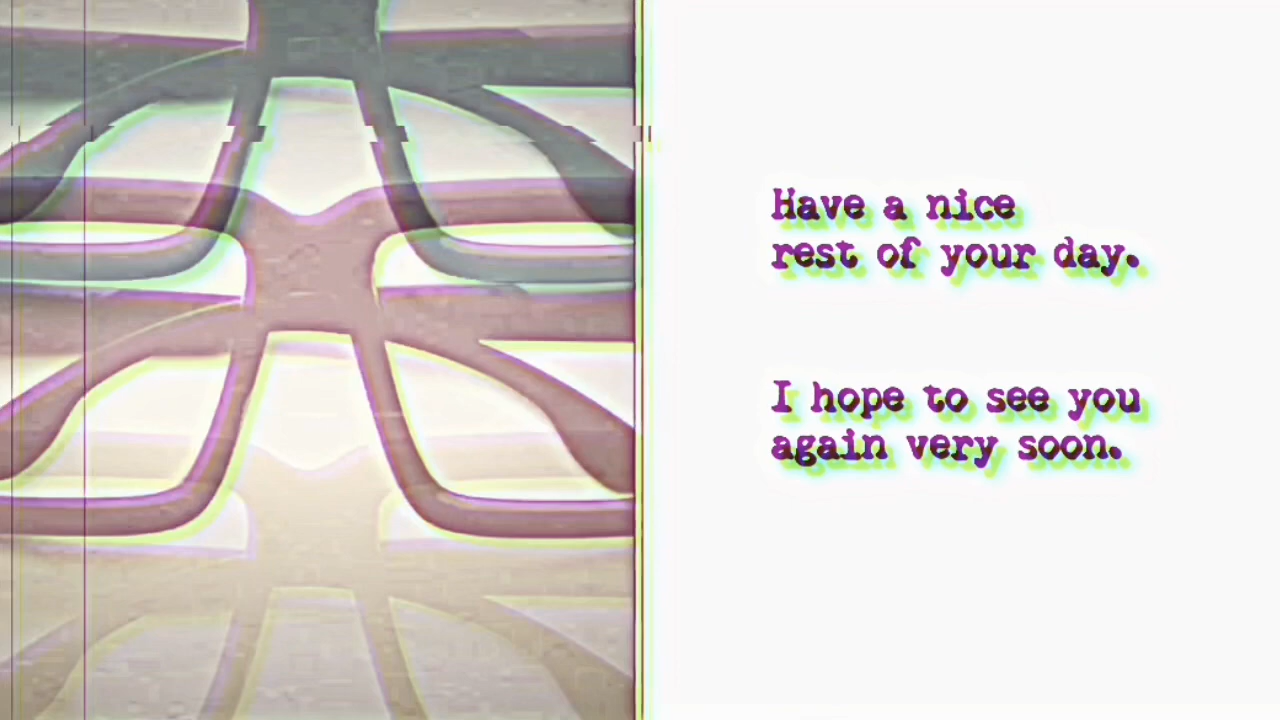 Have a nice
rest of your day.
I hope to see you
again very soon.